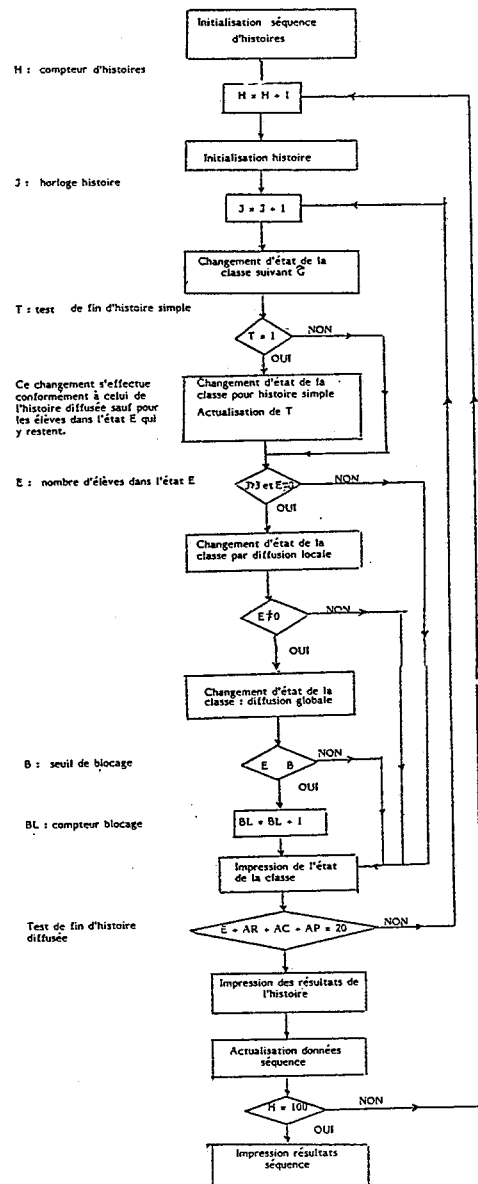 Initialisation séquence
d'histoires
H : compteur d'histoires
H = H + 1
Initialisation histoire
J : horloge histoire
J = J + 1
Changement d'état de la
classe suivant G
T : test de fin d'histoire simple
T = 1
NON
OUI
Ce changement s'effectue
conformément à celui de
l'histoire diffusée sauf pour
les élèves dans l'état E qui
y restent.
Changement d'état de la
classe pour histoire simple
Actualisation de T
E : nombre d'élèves dans l'état E
et
NON
OUI
Changement d'état de la
classe par diffusion locale
E≠0
NON
OUI
Changement d'état de la
classe : diffusion globale
B : seuil de blocage
E B
NON
OUI
BL : compteur blocage
BL = BL + 1
Impression de l'état
de la classe
Test de fin d'histoire
diffusée
E + AR + AC + AP = 20
NON
Impression des résultats de
l'histoire
Actualisation données
séquence
H = 100
NON
OUI
Impression résultats
séquence